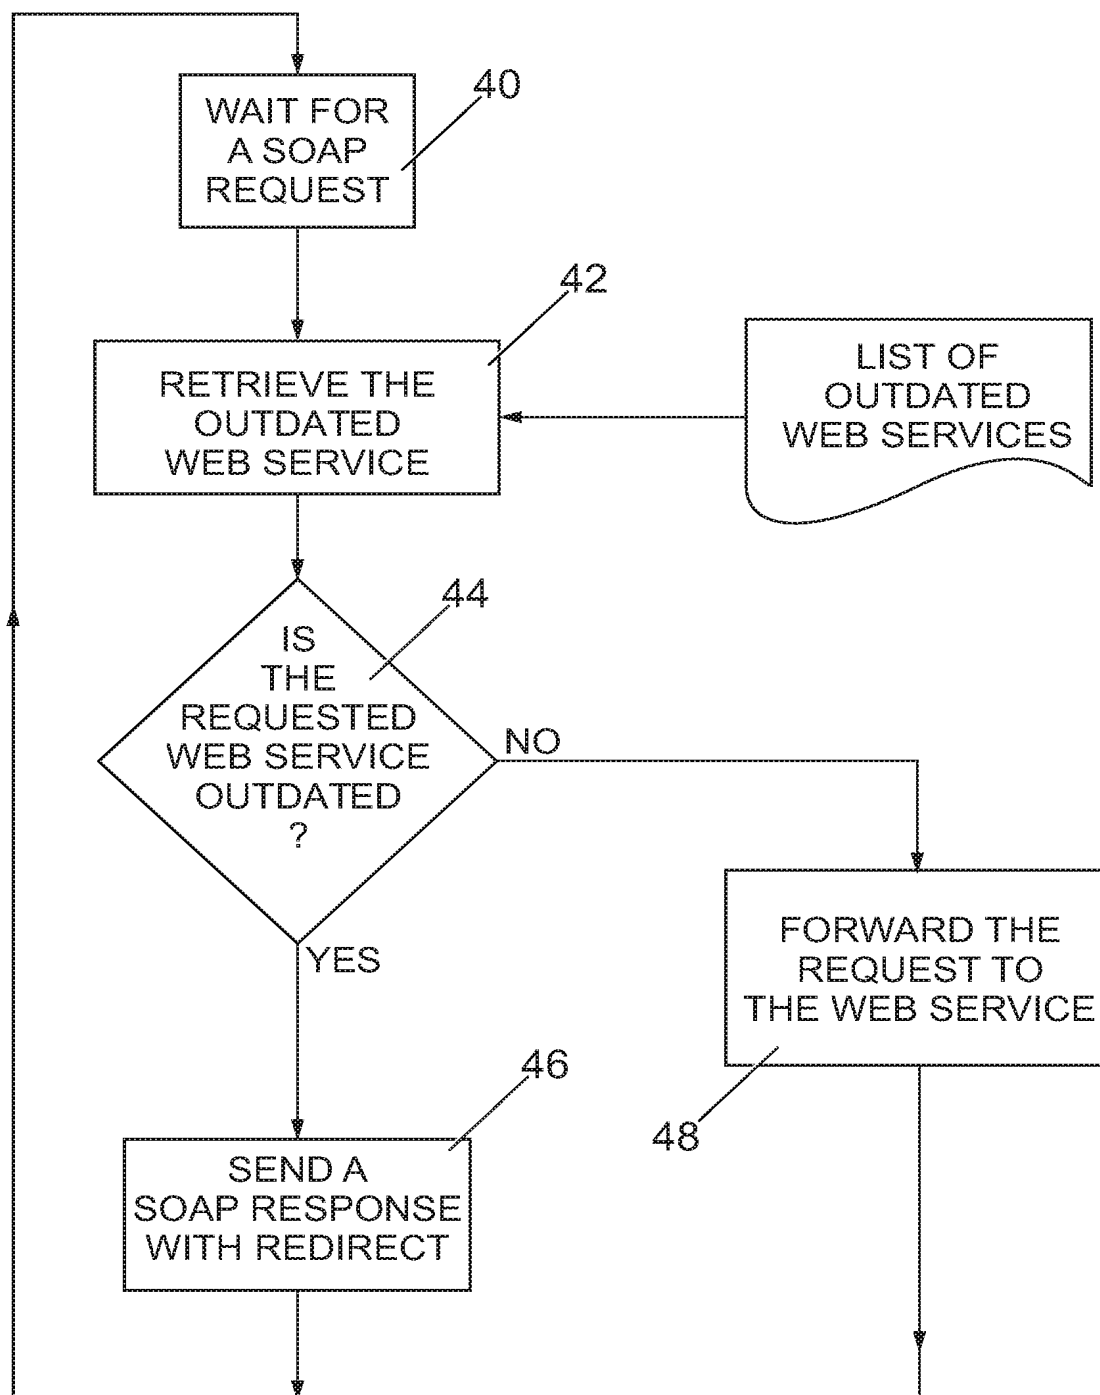 40
WAIT FOR
A SOAP
REQUEST
42
RETRIEVE THE
OUTDATED
WEB SERVICE
LIST OF
OUTDATED
WEB SERVICES
44
IS
THE
REQUESTED
WEB SERVICE
OUTDATED
?
NO
YES
FORWARD THE
REQUEST TO
THE WEB SERVICE
48
46
SEND A
SOAP RESPONSE
WITH REDIRECT